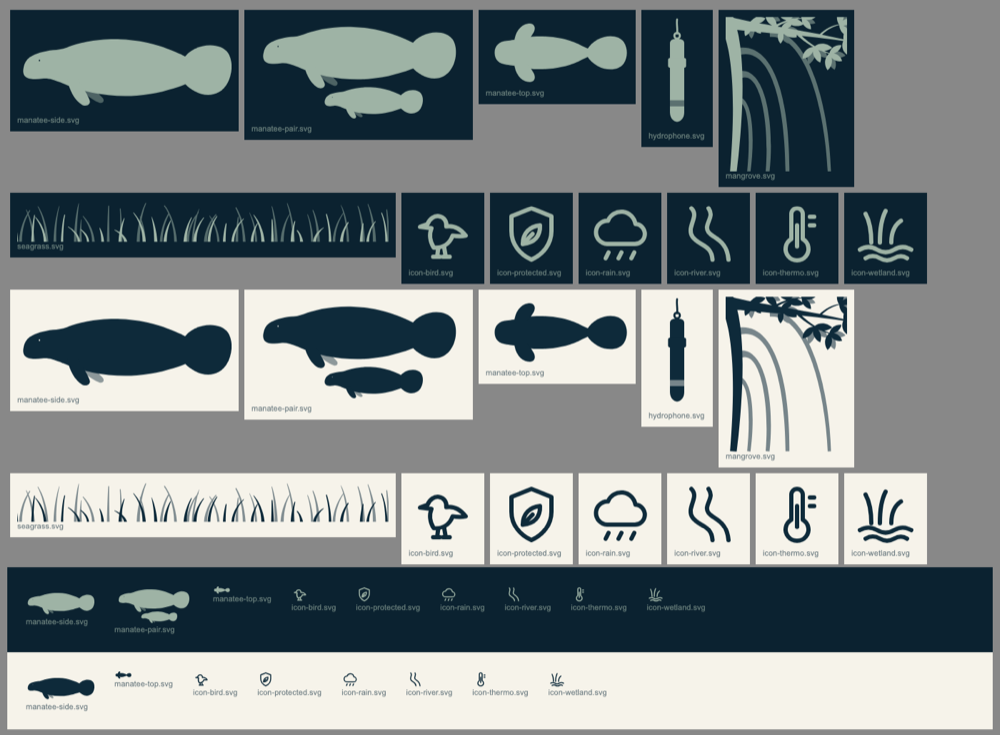 manatee-side.svg
manatee-pair.svg
manatee-top.svg
hydrophone.svg
mangrove.svg
seagrass.svg
icon-bird.svg
icon-protected.svg
icon-rain.svg
icon-river.svg
icon-thermo.svg
icon-wetland.svg
manatee-side.svg
manatee-pair.svg
manatee-top.svg
hydrophone.svg
mangrove.svg
seagrass.svg
icon-bird.svg
icon-protected.svg
icon-rain.svg
icon-river.svg
icon-thermo.svg
icon-wetland.svg
manatee-side.svg
manatee-pair.svg
manatee-top.svg
icon-bird.svg
icon-protected.svg
icon-rain.svg
icon-river.svg
icon-thermo.svg
icon-wetland.svg
manatee-side.svg
manatee-top.svg
icon-bird.svg
icon-protected.svg
icon-rain.svg
icon-river.svg
icon-thermo.svg
icon-wetland.svg